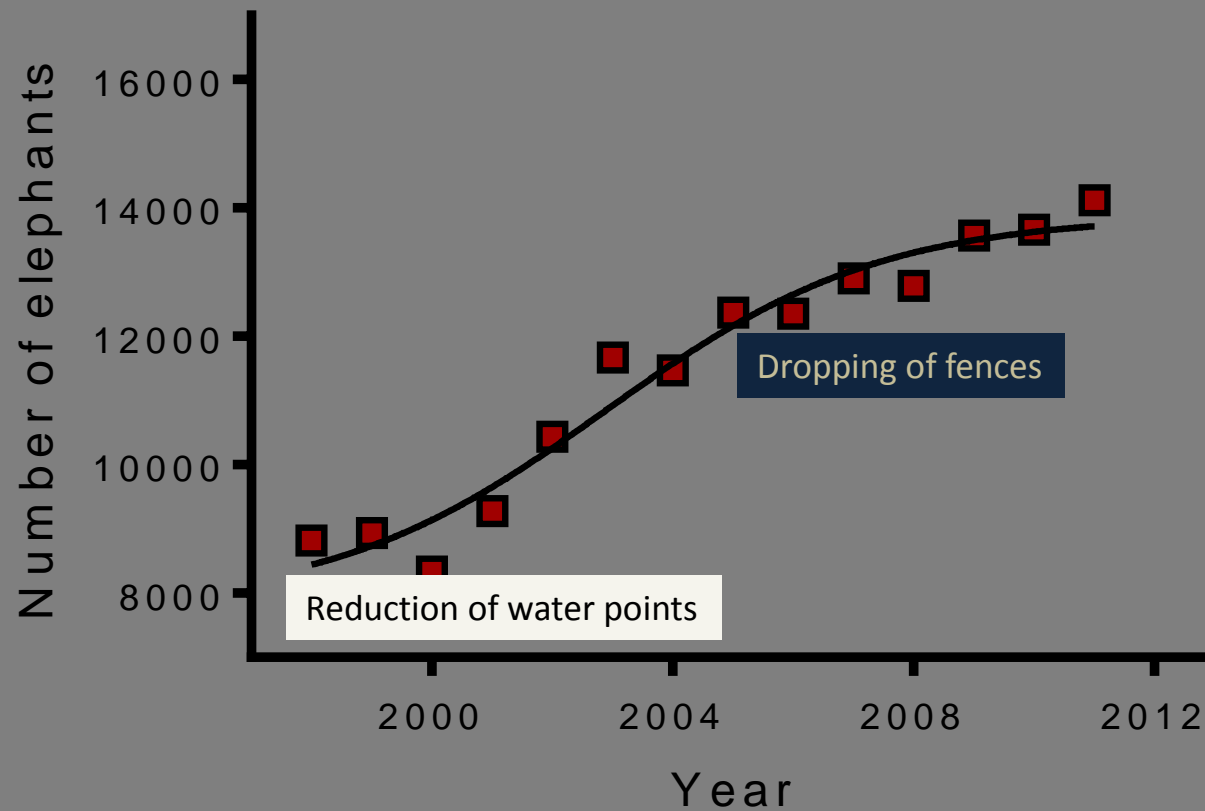 Number of elephants
16000
14000
12000
10000
8000
Dropping of fences
Reduction of water points
2000
2004
2008
2012
Year